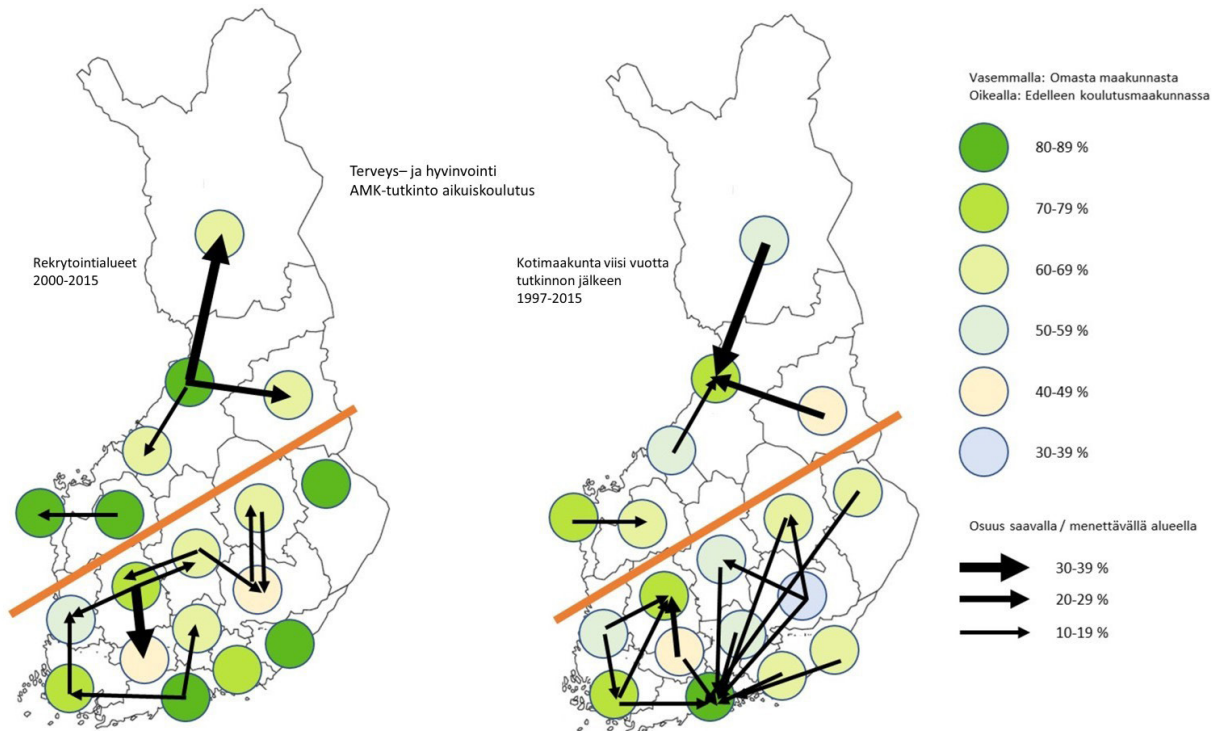 Vasemmalla: Omasta maakunnasta
Oikealla: Edelleen koulutusmaakunnassa
80-89 %
Terveys– ja hyvinvointi
AMK-tutkinto aikuiskoulutus
70-79 %
Rekrytointialueet
2000-2015
Kotimaakunta viisi vuotta
tutkinnon jälkeen
1997-2015
60-69 %
50-59 %
40-49 %
30-39 %
Osuus saavalla / menettävällä alueella
30-39 %
20-29 %
10-19 %